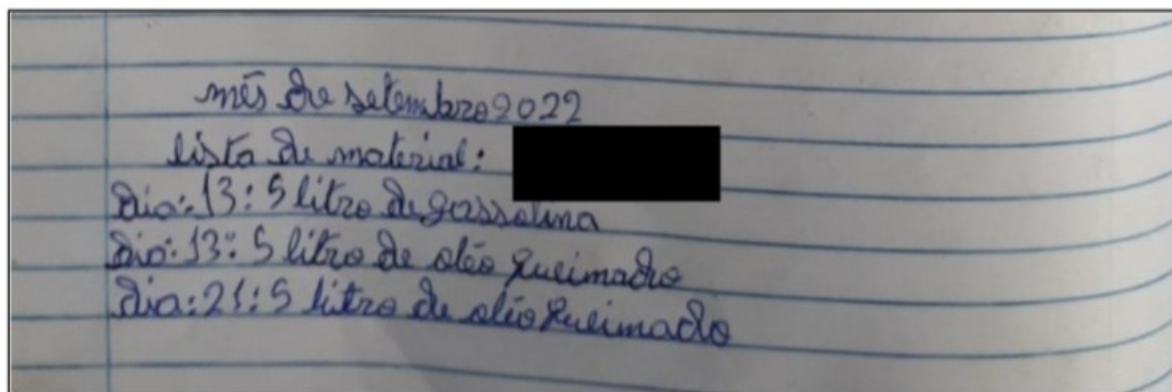 mês de setembro 2022
lista de material:
Dia: 13: 5 litro de gassolina
Dia: 13: 5 litro de oléo queimado
Dia: 21: 5 litro de oléo queimado